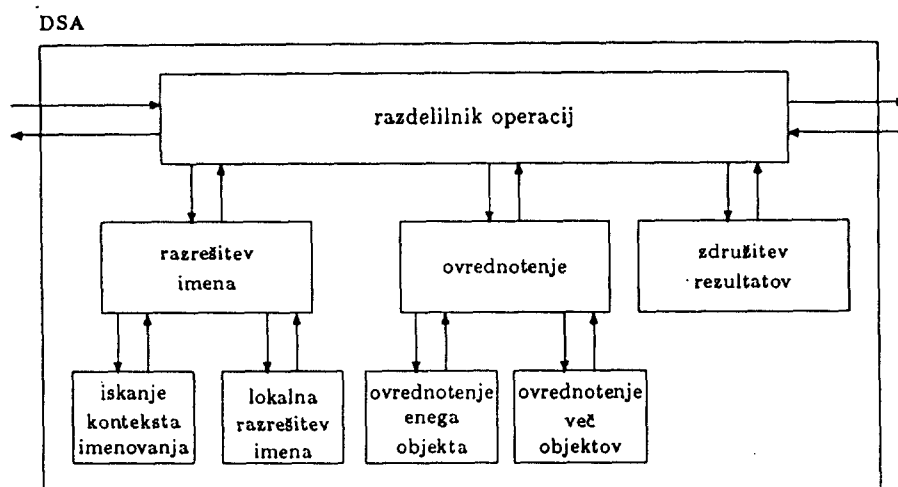 DSA
razdelilnik operacij
razrešitev
imena
ovrednotenje
združitev
rezultatov
iskanje
konteksta
imenovanja
lokalna
razrešitev
imena
ovrednotenje
enega
objekta
ovrednotenje
več
objektov